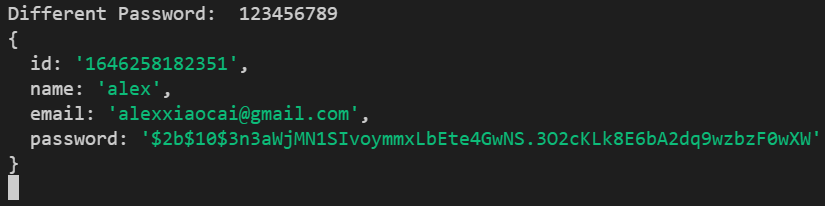 Different Password:  123456789
{
  id: '1646258182351',
  name: 'alex',
  email: 'alexxiaocai@gmail.com',
  password: '$2b$10$3n3aWjMN1SIvoymmxLbEte4GwNS.3O2cKLk8E6bA2dq9wzbzF0wXW'
}